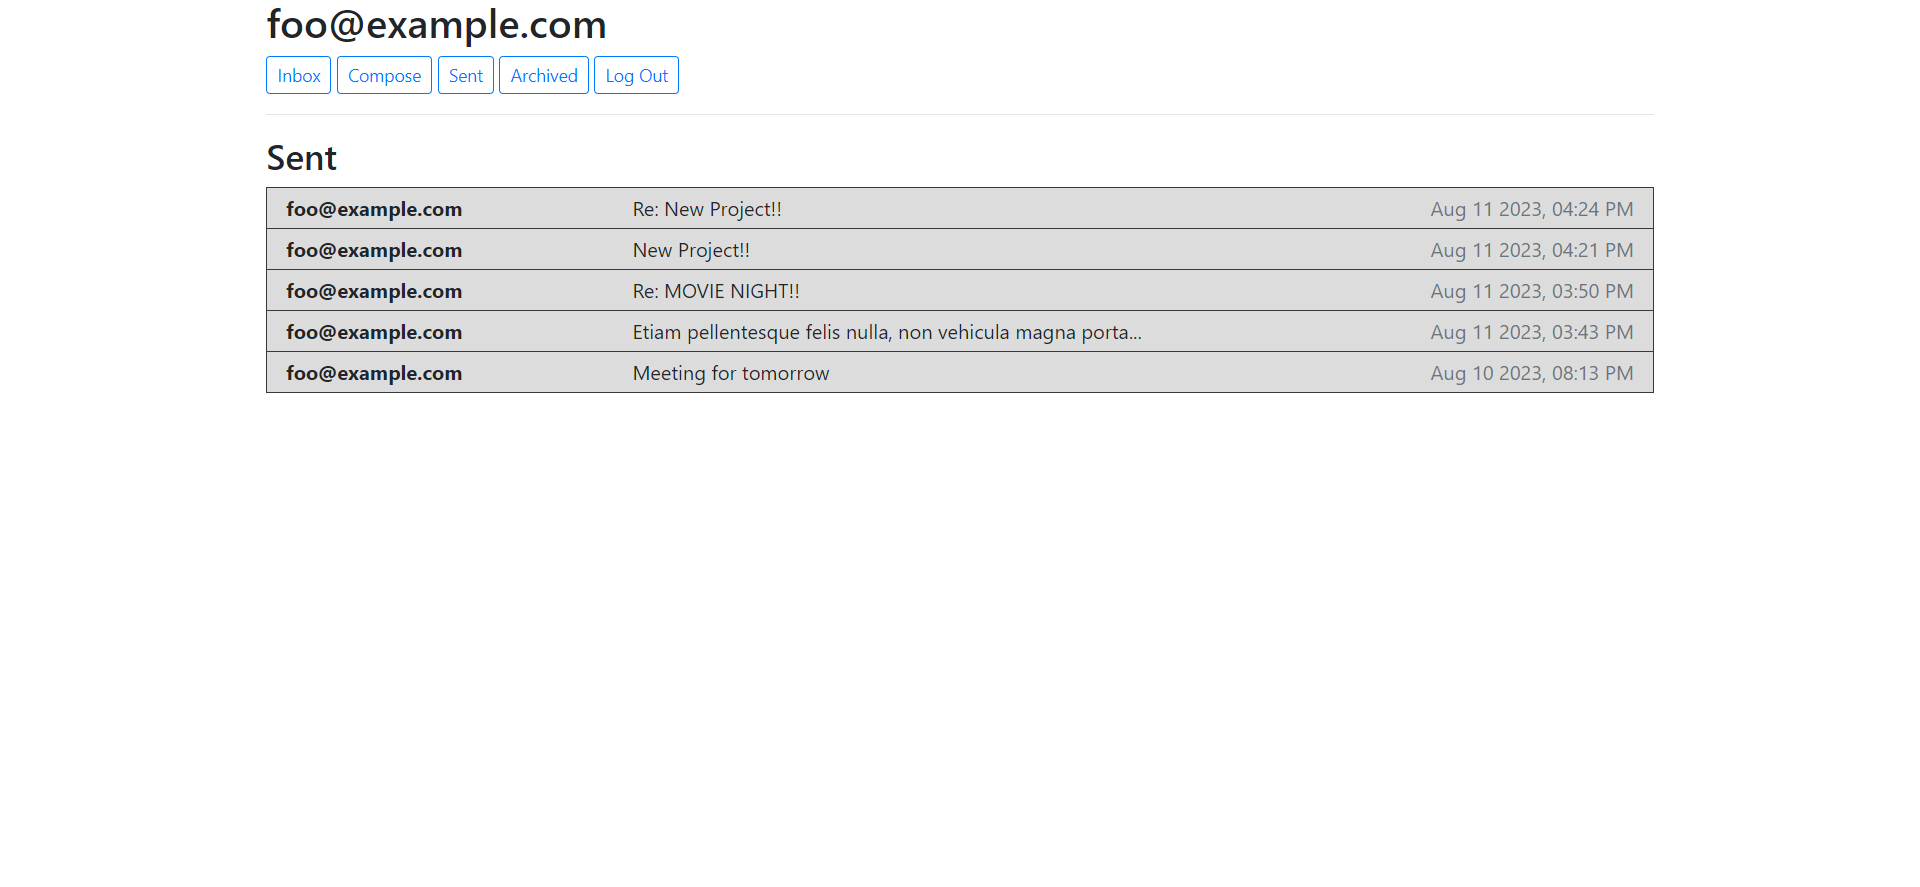 foo@example.com
Inbox Compose Sent Archived Log Out
Sent
foo@example.com Re: New Project!! Aug 11 2023, 04:24 PM
foo@example.com New Project!! Aug 11 2023, 04:21 PM
foo@example.com Re: MOVIE NIGHT!! Aug 11 2023, 03:50 PM
foo@example.com Etiam pellentesque felis nulla, non vehicula magna porta... Aug 11 2023, 03:43 PM
foo@example.com Meeting for tomorrow Aug 10 2023, 08:13 PM